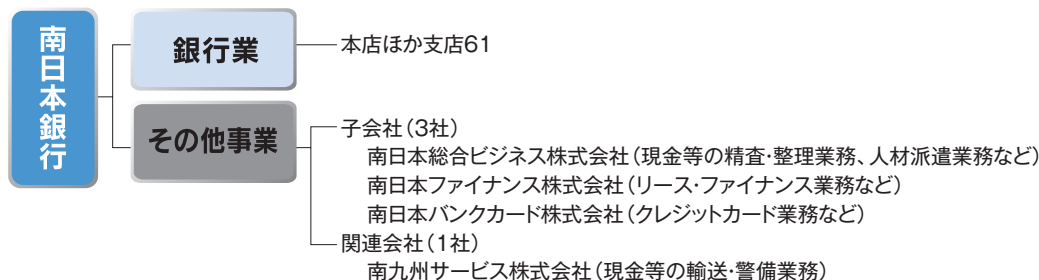 南日本銀行
銀行業
本店ほか支店61
その他事業
子会社(3社)
南日本総合ビジネス株式会社(現金等の精査·整理業務、人材派遣業務など)
南日本ファイナンス株式会社(リース·ファイナンス業務など)
南日本バンクカード株式会社(クレジットカード業務など)
関連会社(1社)
南九州サービス株式会社(現金等の輸送·警備業務)